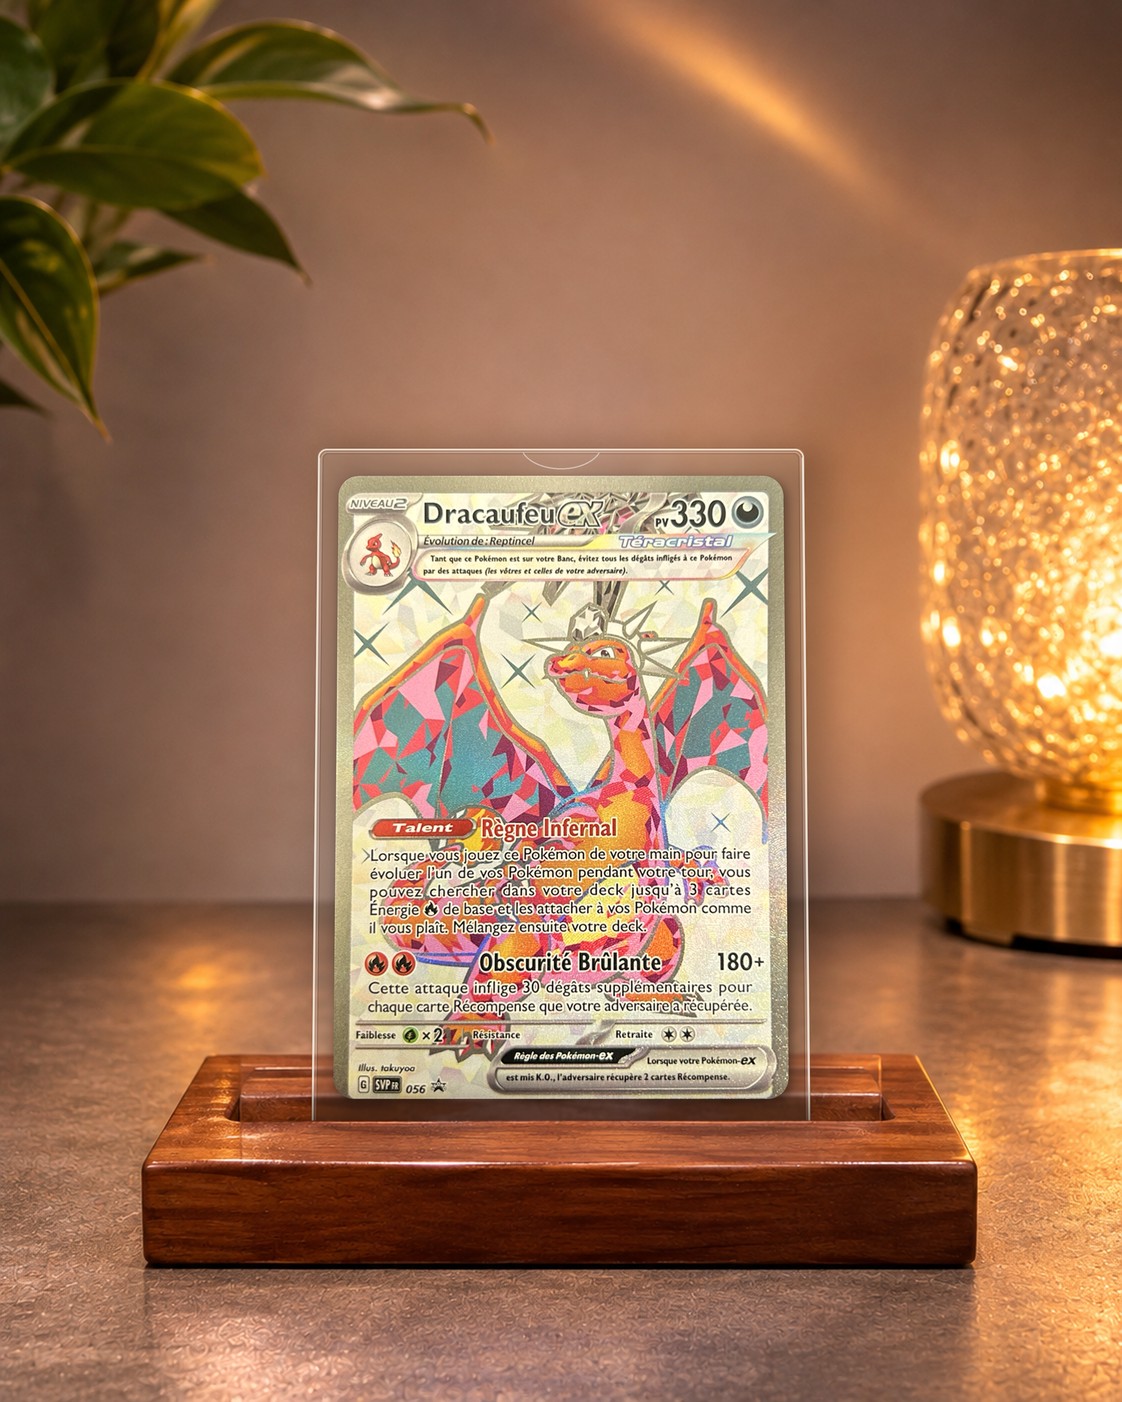 NIVEAU 2
Dracaufeu ex PV 330
Évolution de : Reptincel
Téracristal
Tant que ce Pokémon est sur votre Banc, évitez tous les dégâts infligés à ce Pokémon
par des attaques (les vôtres et celles de votre adversaire).
Talent Règne Infernal
Lorsque vous jouez ce Pokémon de votre main pour faire
évoluer l'un de vos Pokémon pendant votre tour, vous
pouvez chercher dans votre deck jusqu'à 3 cartes
Énergie de base et les attacher à vos Pokémon comme
il vous plaît. Mélangez ensuite votre deck.
Obscurité Brûlante 180+
Cette attaque inflige 30 dégâts supplémentaires pour
chaque carte Récompense que votre adversaire a récupérée.
Faiblesse ×2 Résistance Retraite
Règle des Pokémon-ex Lorsque votre Pokémon-ex
est mis K.O., l'adversaire récupère 2 cartes Récompense.
Illus. takuyoa
G SVP FR 056